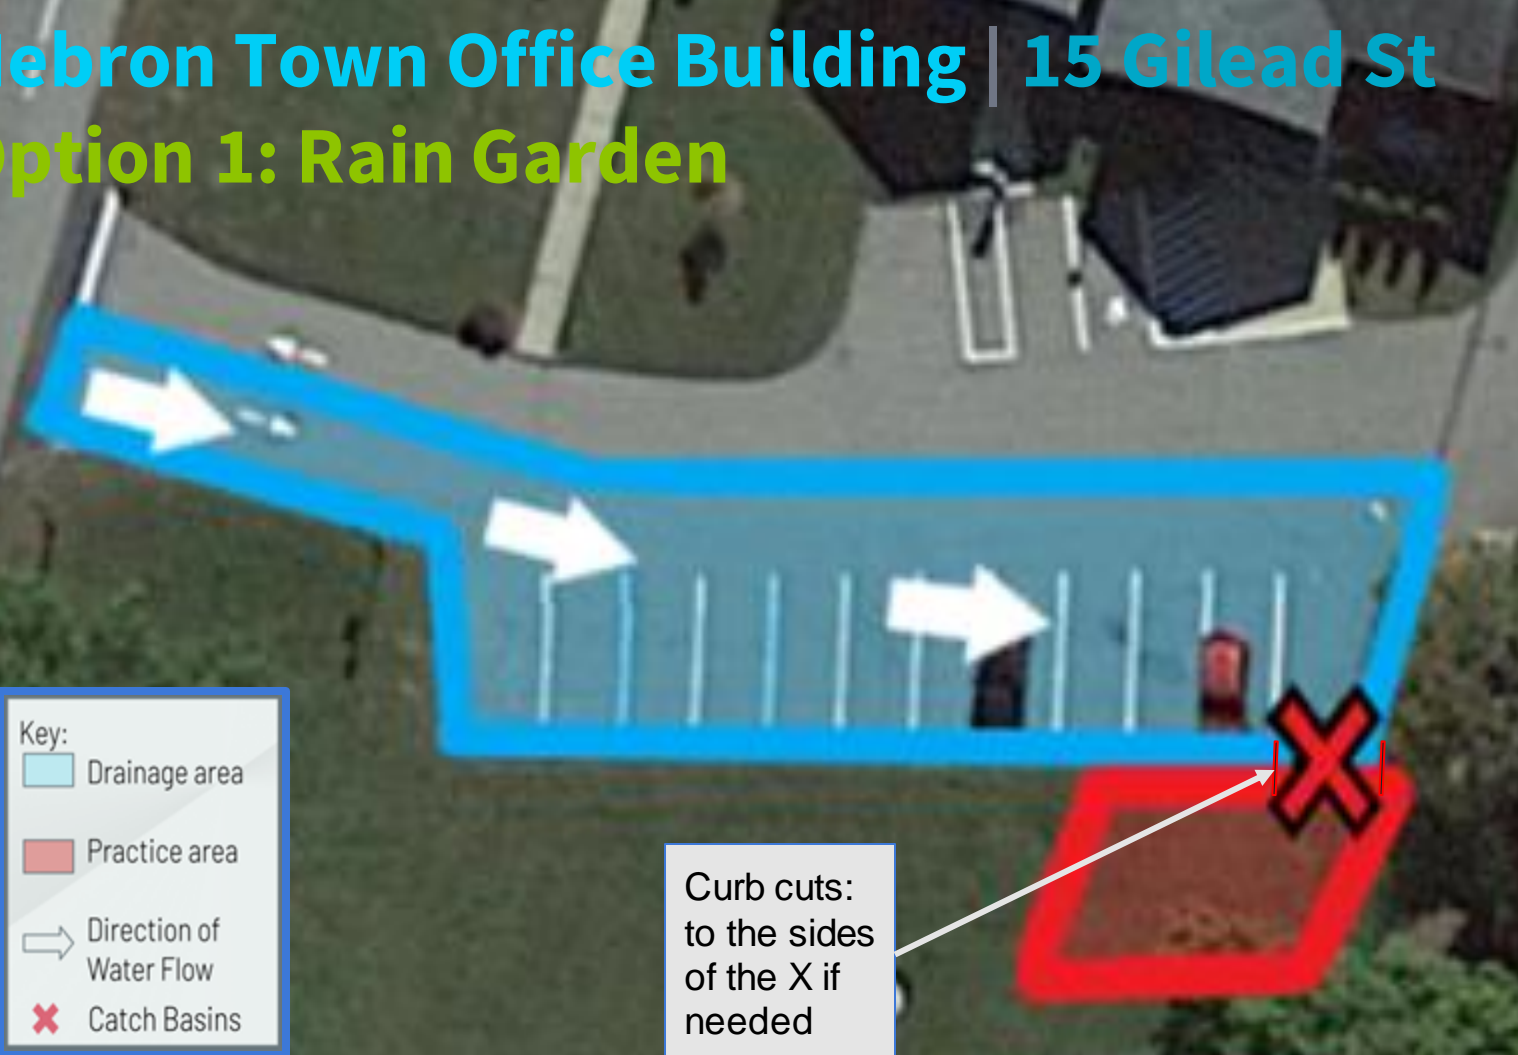 ebron Town Office Building | 15 Gilead St
ption 1: Rain Garden
Key:
Drainage area
Practice area
Direction of
Water Flow
Catch Basins
Curb cuts:
to the sides
of the X if
needed